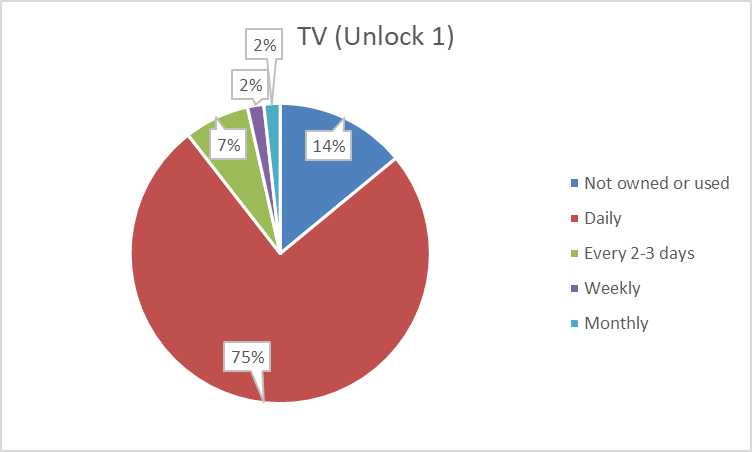 TV (Unlock 1)
2%
2%
7%
14%
75%
Not owned or used
Daily
Every 2-3 days
Weekly
Monthly